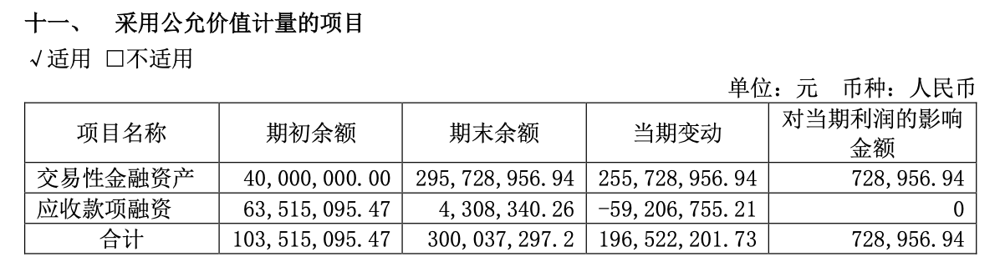 十一、 采用公允价值计量的项目
√适用 □不适用
单位：元 币种：人民币
项目名称 期初余额 期末余额 当期变动 对当期利润的影响
金额
交易性金融资产 40,000,000.00 295,728,956.94 255,728,956.94 728,956.94
应收款项融资 63,515,095.47 4,308,340.26 -59,206,755.21 0
合计 103,515,095.47 300,037,297.2 196,522,201.73 728,956.94